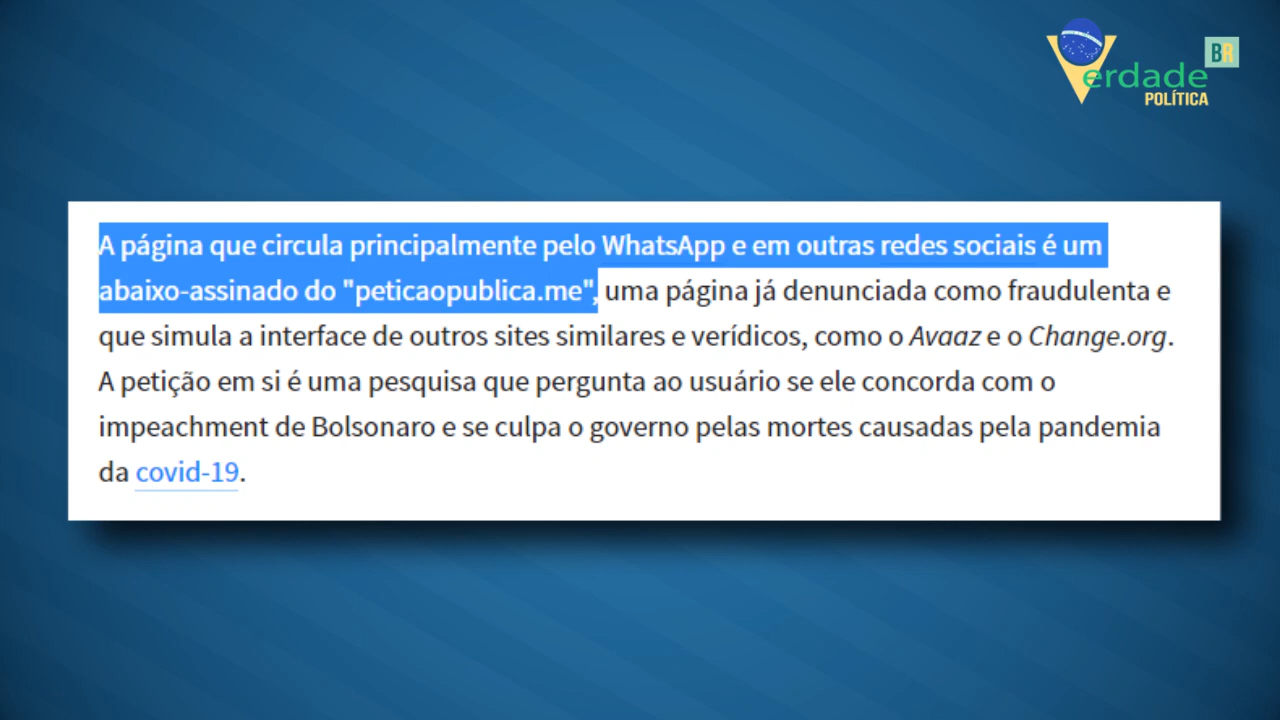 BR
erdade
POLÍTICA
A página que circula principalmente pelo WhatsApp e em outras redes sociais é um
abaixo-assinado do "peticaopublica.me", uma página já denunciada como fraudulenta e
que simula a interface de outros sites similares e verídicos, como o Avaaz e o Change.org.
A petição em si é uma pesquisa que pergunta ao usuário se ele concorda com o
impeachment de Bolsonaro e se culpa o governo pelas mortes causadas pela pandemia
da covid-19.